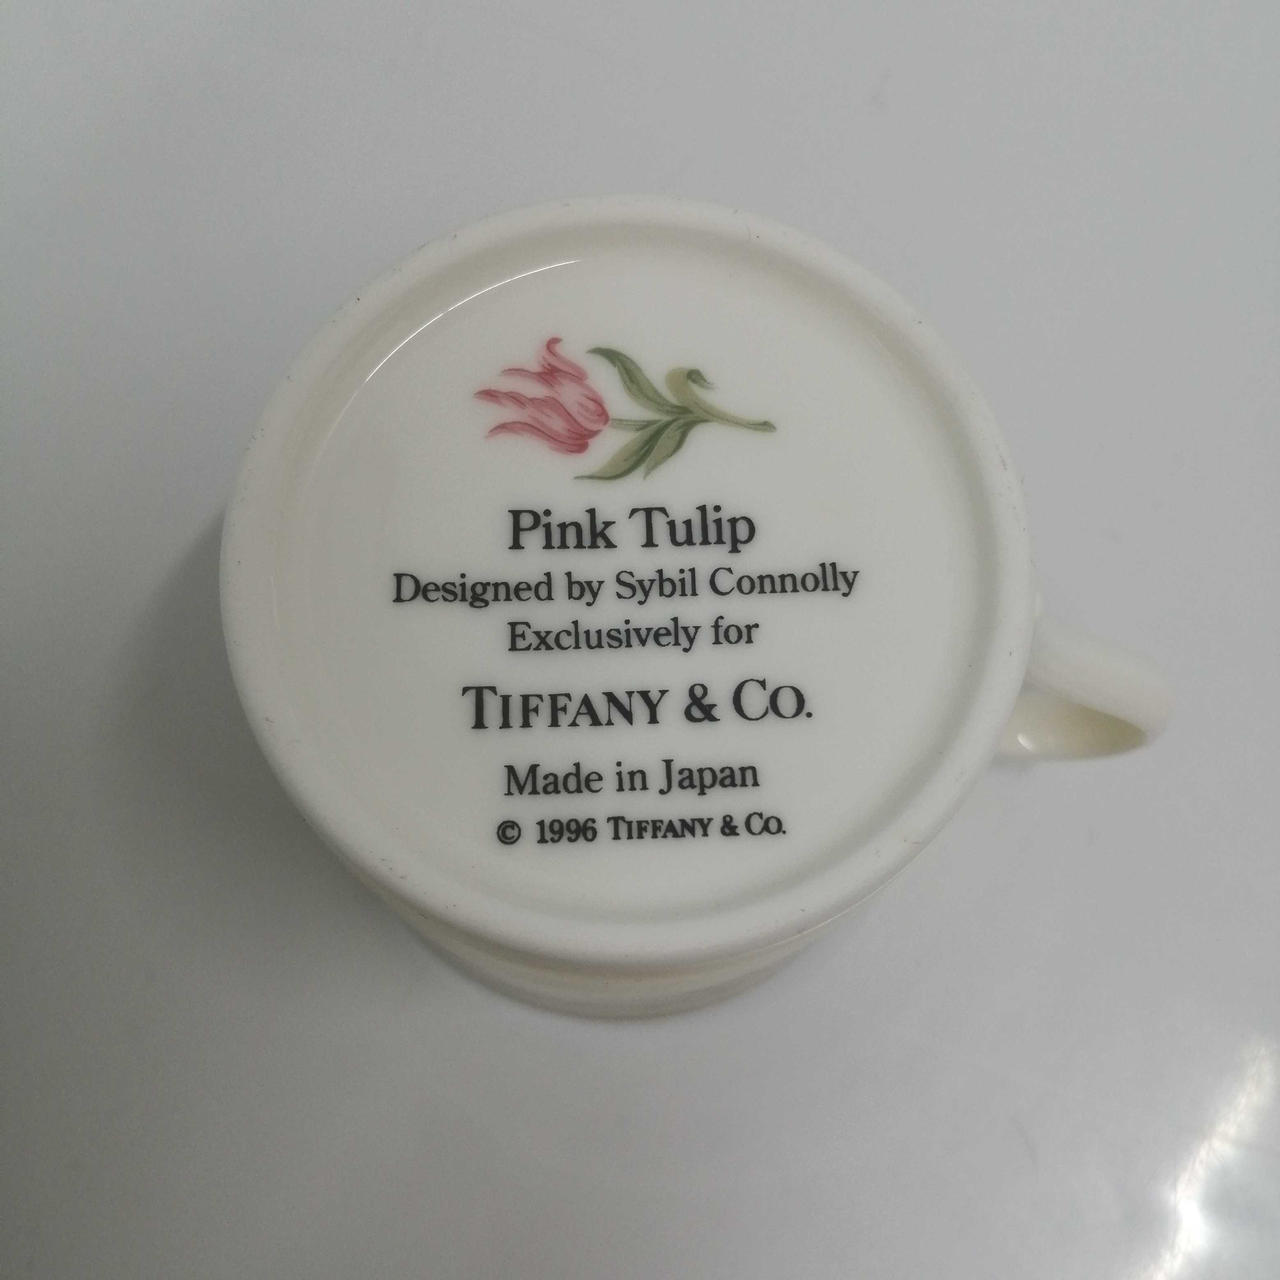 Pink Tulip
Designed by Sybil Connolly
Exclusively for
TIFFANY & CO.
Made in Japan
© 1996 TIFFANY & CO.